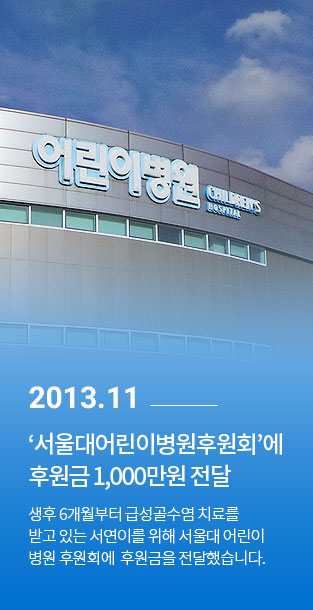 어린이병원
CHILDREN'S
HOSPITAL
2013.11
‘서울대어린이병원후원회’에
후원금 1,000만원 전달
생후 6개월부터 급성골수염 치료를
받고 있는 서연이를 위해 서울대 어린이
병원 후원회에 후원금을 전달했습니다.